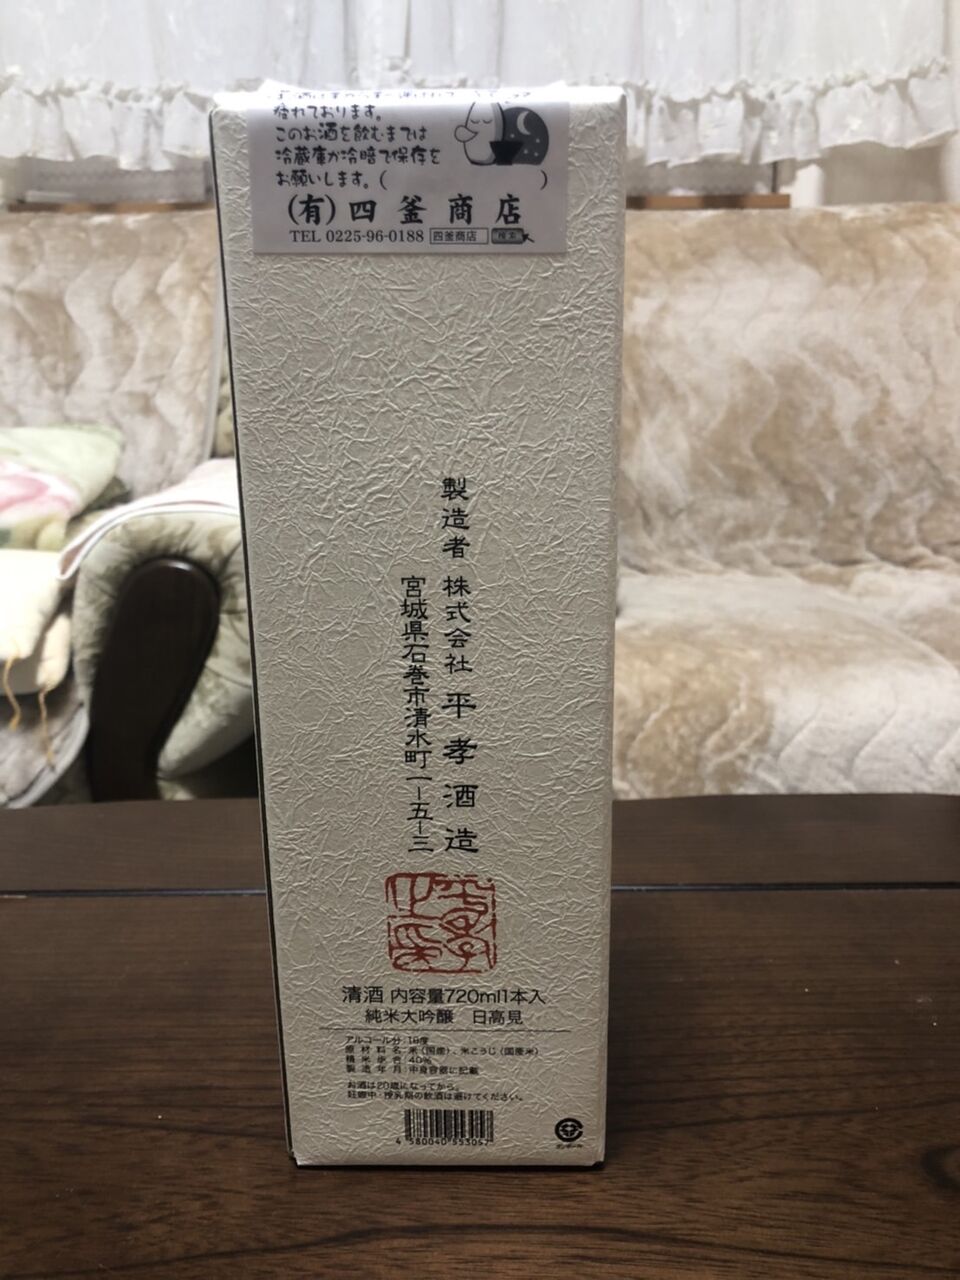 疲れております。
このお酒を飲むまでは
冷蔵庫か冷暗で保存を
お願いします。( )
(有)四釜商店
TEL 0225-96-0188 四釜商店 検索
製造者 株式会社 平孝酒造
宮城県石巻市清水町一-五-三
清酒 内容量720ml1本入
純米大吟醸 日高見
アルコール分:16度
原材料名:米(国産)、米こうじ(国産米)
精米歩合:40%
製造年月:中身容器に記載
お酒は20歳になってから。
妊娠中・授乳期の飲酒は避けてください。
4 580040 553057